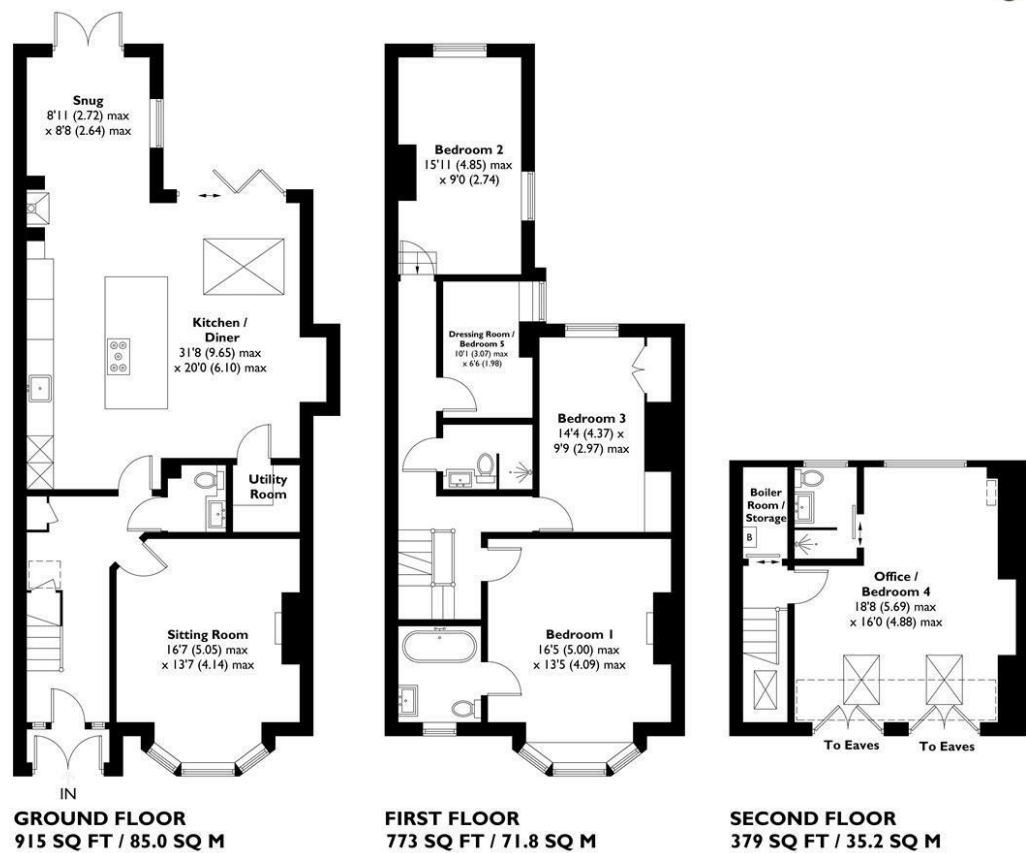 Snug
8'11 (2.72) max
x 8'8 (2.64) max
Kitchen /
Diner
31'8 (9.65) max
x 20'0 (6.10) max
Utility
Room
Sitting Room
16'7 (5.05) max
x 13'7 (4.14) max
IN
GROUND FLOOR
915 SQ FT / 85.0 SQ M
Bedroom 2
15'11 (4.85) max
x 9'0 (2.74)
Dressing Room /
Bedroom 5
10'1 (3.07) max
x 6'6 (1.98)
Bedroom 3
14'4 (4.37) x
9'9 (2.97) max
Bedroom 1
16'5 (5.00) max
x 13'5 (4.09) max
FIRST FLOOR
773 SQ FT / 71.8 SQ M
Boiler
Room /
Storage
B
Office /
Bedroom 4
18'8 (5.69) max
x 16'0 (4.88) max
To Eaves
To Eaves
SECOND FLOOR
379 SQ FT / 35.2 SQ M